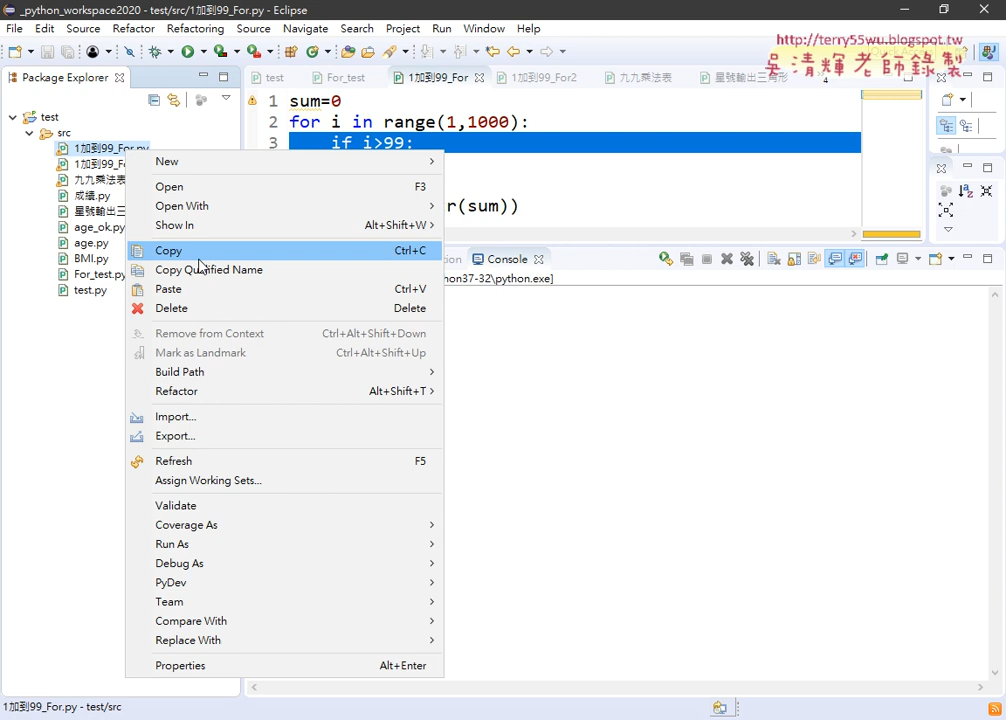 _python_workspace2020 - test/src/1加到99_For.py - Eclipse
File Edit Source Refactor Refactoring Source Navigate Search Project Run Window Help
http://terry55wu.blogspot.tw
吳清輝老師錄製
Package Explorer
test For_test 1加到99_For 1加到99_For2 九九乘法表 星號輸出三角形
4
test
src
1加到99_For.py
1加到99_Fo
九九乘法表
成績.py
星號輸出三
age_ok.py
age.py
BMI.py
For_test.py
test.py
1 sum=0
2 for i in range(1,1000):
3 if i>99:
r(sum))
Console
hon37-32\python.exe]
New
Open F3
Open With
Show In Alt+Shift+W
Copy Ctrl+C
Copy Qualified Name
Paste Ctrl+V
Delete Delete
Remove from Context Ctrl+Alt+Shift+Down
Mark as Landmark Ctrl+Alt+Shift+Up
Build Path
Refactor Alt+Shift+T
Import...
Export...
Refresh F5
Assign Working Sets...
Validate
Coverage As
Run As
Debug As
PyDev
Team
Compare With
Replace With
Properties Alt+Enter
1加到99_For.py - test/src